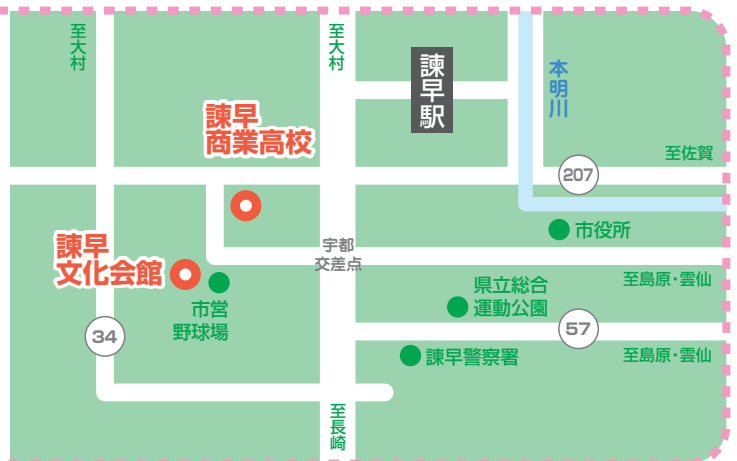 至大村
至大村
諫早駅
本明川
諫早
商業高校
至佐賀
207
市役所
宇都
交差点
諫早
文化会館
県立総合
運動公園
至島原・雲仙
市営
野球場
34
57
諫早警察署
至島原・雲仙
至長崎